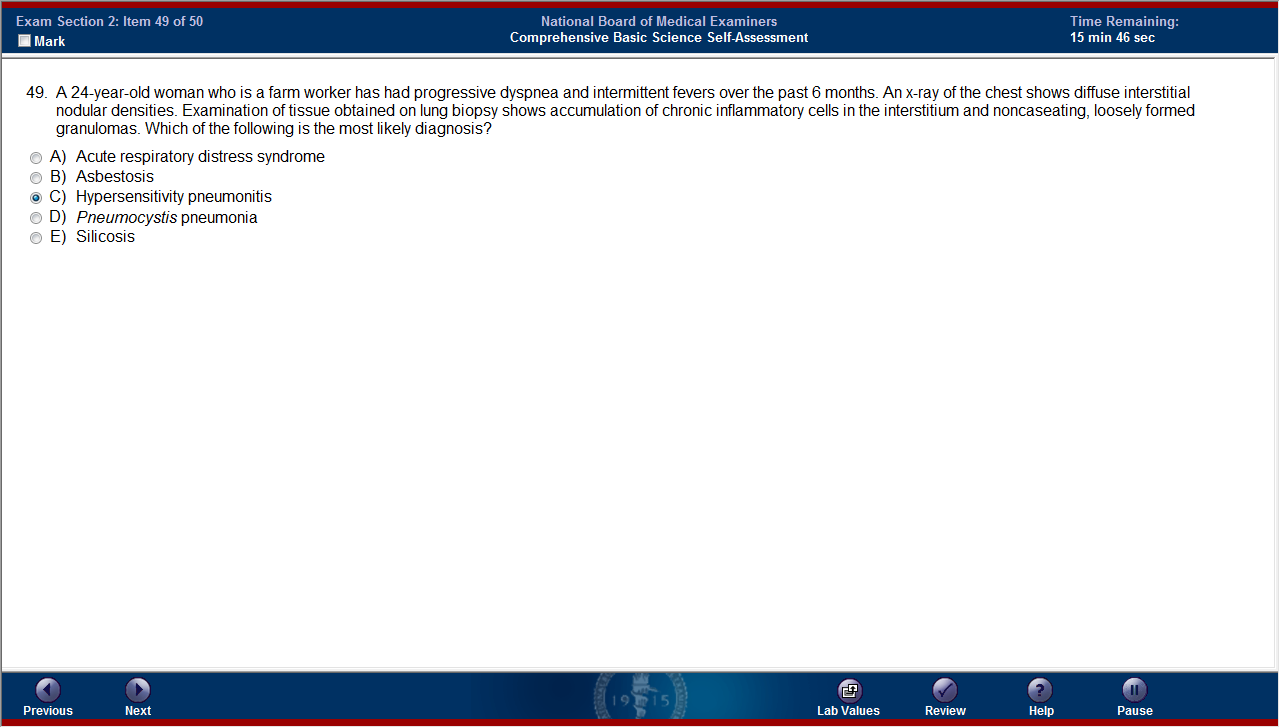 Exam Section 2: Item 49 of 50
National Board of Medical Examiners
Time Remaining:
Mark
Comprehensive Basic Science Self-Assessment
15 min 46 sec
49. A 24-year-old woman who is a farm worker has had progressive dyspnea and intermittent fevers over the past 6 months. An x-ray of the chest shows diffuse interstitial
nodular densities. Examination of tissue obtained on lung biopsy shows accumulation of chronic inflammatory cells in the interstitium and noncaseating, loosely formed
granulomas. Which of the following is the most likely diagnosis?
A) Acute respiratory distress syndrome
B) Asbestosis
C) Hypersensitivity pneumonitis
D) Pneumocystis pneumonia
E) Silicosis
19 15
Previous
Next
Lab Values
Review
Help
Pause